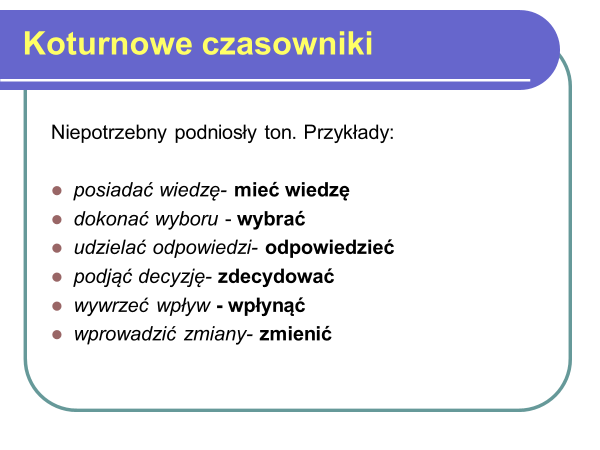 Koturnowe czasowniki
Niepotrzebny podniosły ton. Przykłady:
posiadać wiedzę- mieć wiedzę
dokonać wyboru - wybrać
udzielać odpowiedzi- odpowiedzieć
podjąć decyzję- zdecydować
wywrzeć wpływ - wpłynąć
wprowadzić zmiany- zmienić